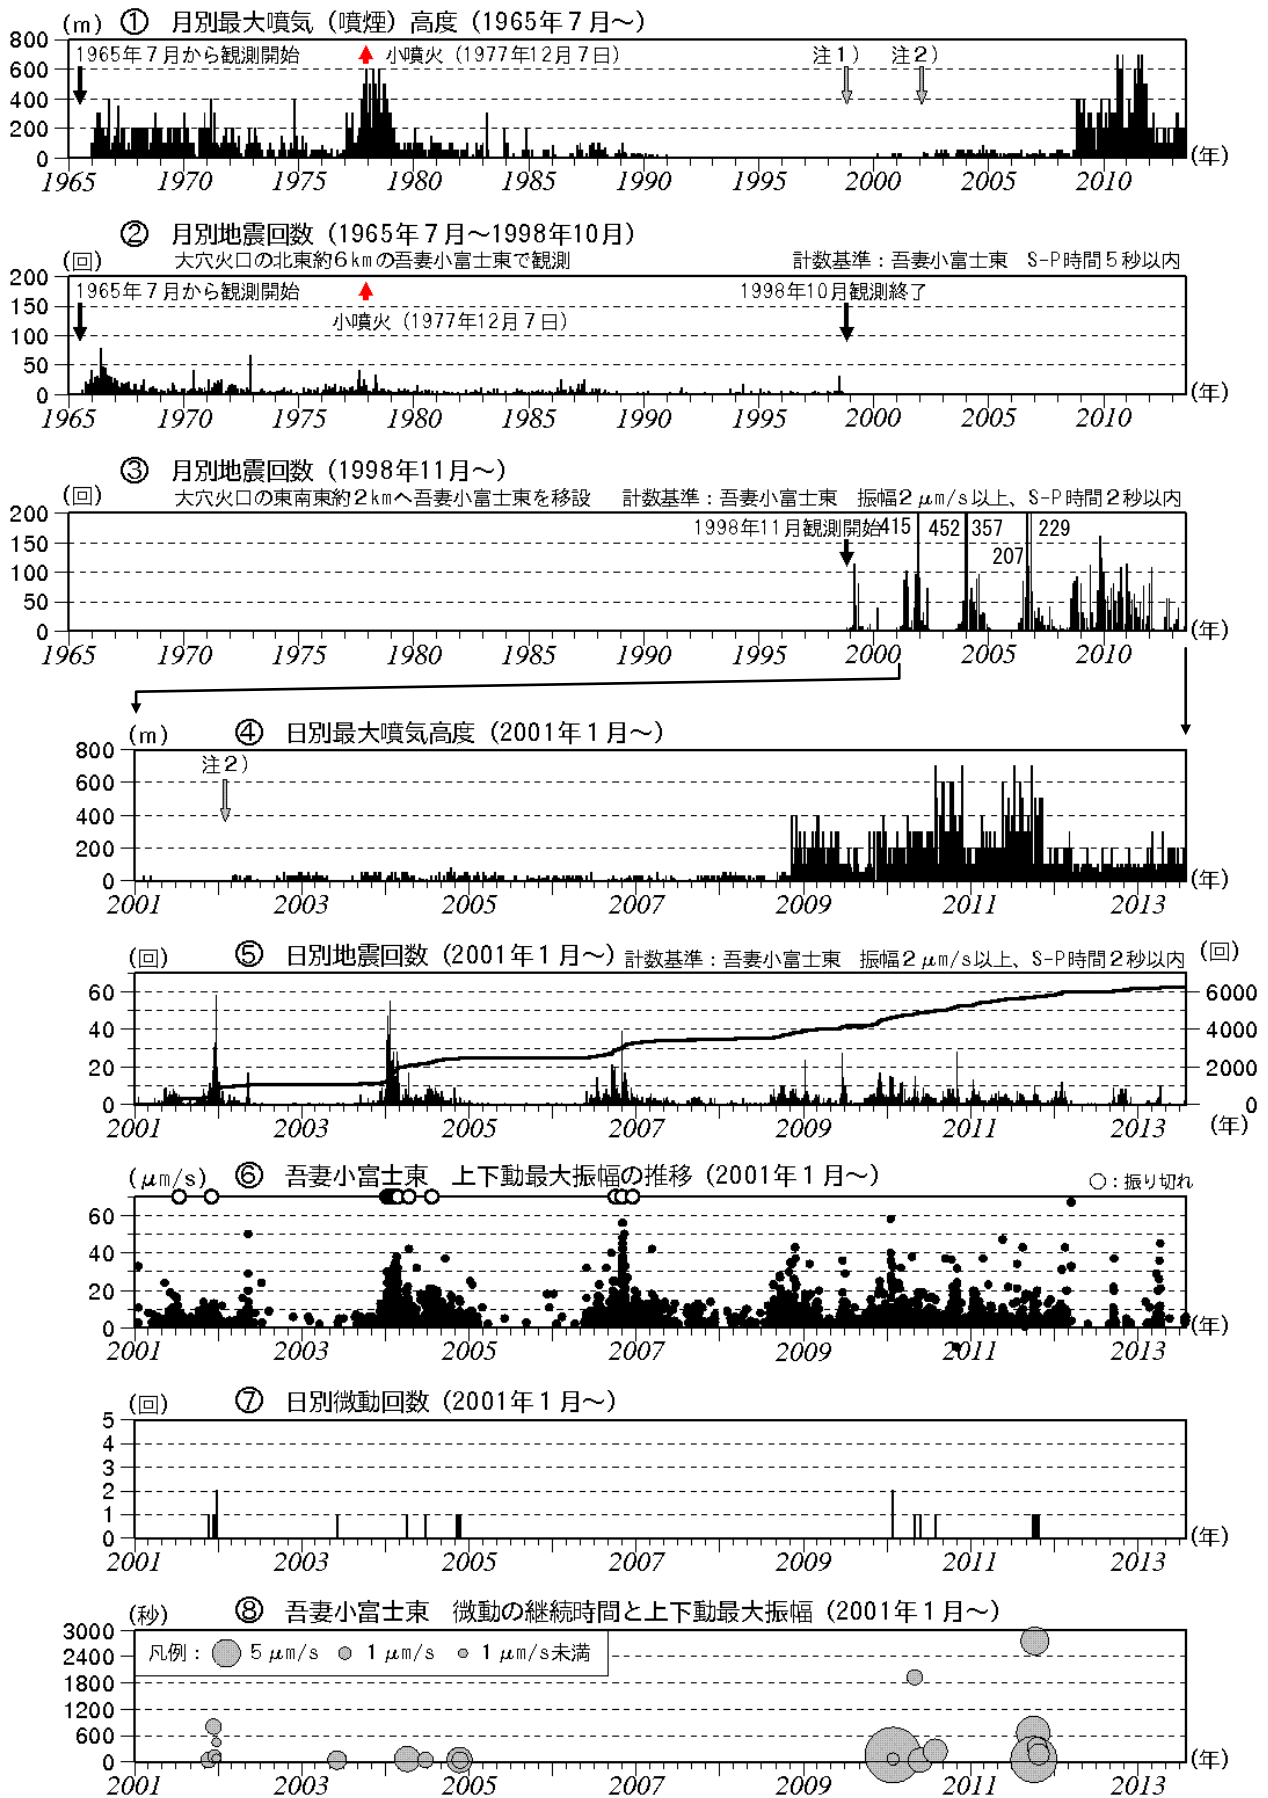 (m) ① 月別最大噴気（噴煙）高度（1965年７月～）
800
600
400
200
0
1965年７月から観測開始
小噴火（1977年12月７日）
注１）
注２）
(年)
1965 1970 1975 1980 1985 1990 1995 2000 2005 2010
② 月別地震回数（1965年７月～1998年10月）
(回) 大穴火口の北東約６kmの吾妻小富士東で観測 計数基準：吾妻小富士東 S-P時間５秒以内
200
150
100
50
0
1965年７月から観測開始
小噴火（1977年12月７日）
1998年10月観測終了
(年)
1965 1970 1975 1980 1985 1990 1995 2000 2005 2010
③ 月別地震回数（1998年11月～）
(回) 大穴火口の東南東約２kmへ吾妻小富士東を移設 計数基準：吾妻小富士東 振幅２μm/s以上、S-P時間２秒以内
200
150
100
50
0
1998年11月観測開始
415 452 357 229
207
(年)
1965 1970 1975 1980 1985 1990 1995 2000 2005 2010
(m) ④ 日別最大噴気高度（2001年１月～）
800
600
400
200
0
注２）
(年)
2001 2003 2005 2007 2009 2011 2013
(回) ⑤ 日別地震回数（2001年１月～） 計数基準：吾妻小富士東 振幅２μm/s以上、S-P時間２秒以内 (回)
60 6000
40 4000
20 2000
0 0
2001 2003 2005 2007 2009 2011 2013 (年)
(μm/s) ⑥ 吾妻小富士東 上下動最大振幅の推移（2001年１月～） ○：振り切れ
60
40
20
0
(年)
2001 2003 2005 2007 2009 2011 2013
(回) ⑦ 日別微動回数（2001年１月～）
5
4
3
2
1
0
(年)
2001 2003 2005 2007 2009 2011 2013
(秒) ⑧ 吾妻小富士東 微動の継続時間と上下動最大振幅（2001年１月～）
3000
2400
1800
1200
600
0
凡例： 5 μm/s 1 μm/s 1 μm/s未満
(年)
2001 2003 2005 2007 2009 2011 2013